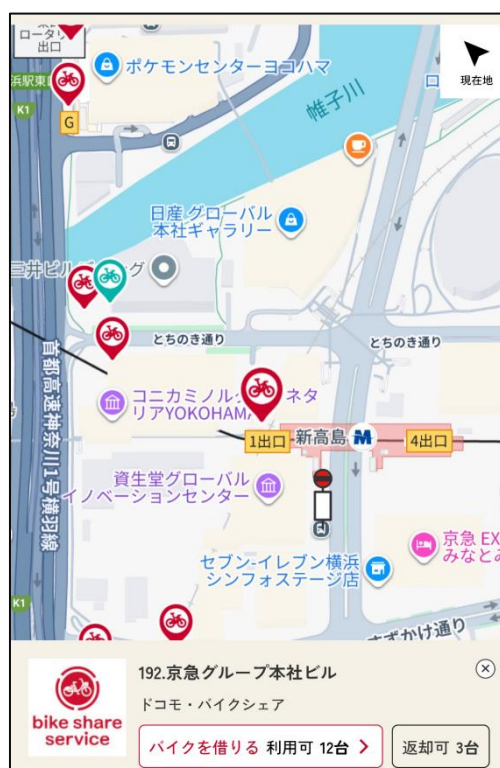 ロータリー
出口
浜駅東
K1
G
ポケモンセンターヨコハマ
現在地
帷子川
日産 グローバル
本社ギャラリー
三井ビル
グ
とちのき通り
とちのき通り
首都高速神奈川1号横羽線
コニカミノル
ネタ
リアYOKOHAMA
1出口
新高島
4出口
資生堂グローバル
イノベーションセンター
セブン-イレブン横浜
シンフォステージ店
京急 EX
みなとみ
K1
すずかけ通り
bike share
service
192.京急グループ本社ビル
ドコモ・バイクシェア
バイクを借りる 利用可 12台
返却可 3台